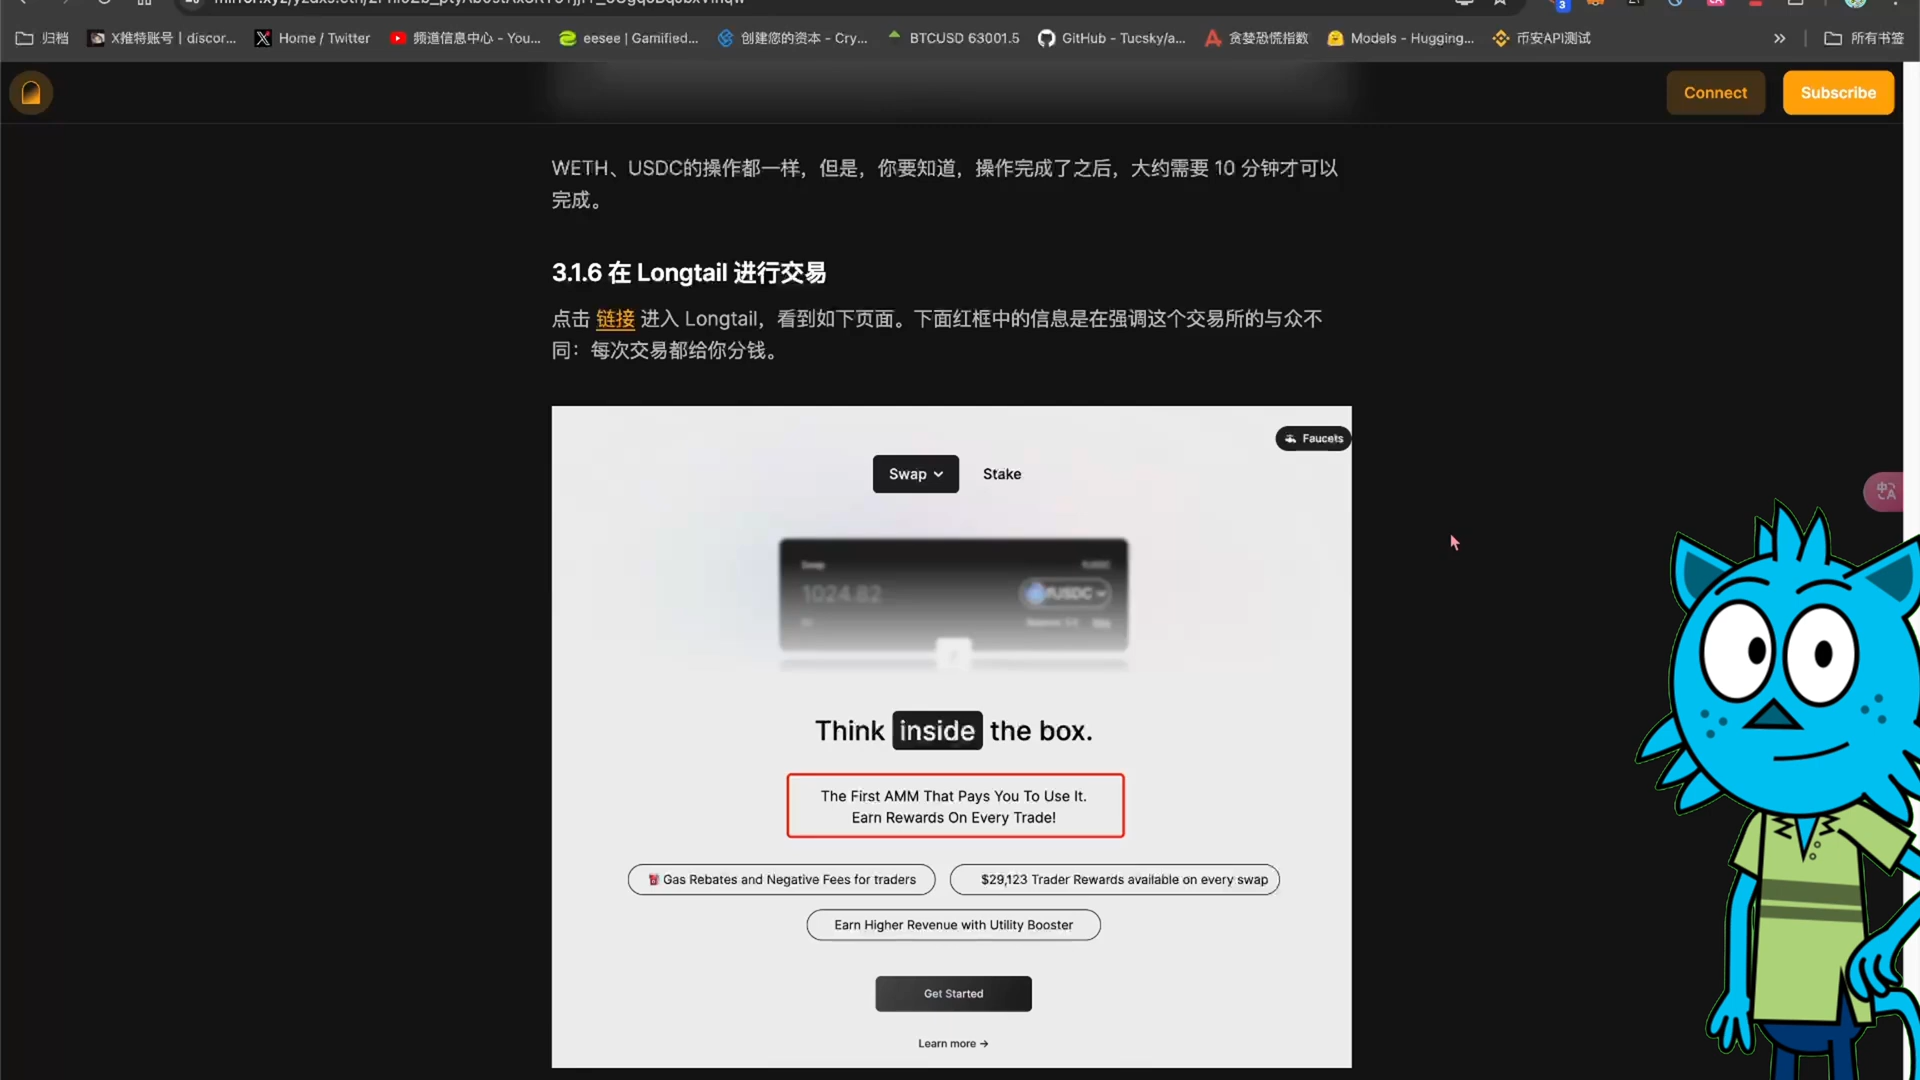 3
归档
X推特账号 | discor...
Home / Twitter
频道信息中心 - You...
eesee | Gamified...
创建您的资本 - Cry...
BTCUSD 63001.5
GitHub - Tucsky/a...
贪婪恐慌指数
Models - Hugging...
币安API测试
»
所有书签
Connect
Subscribe
WETH、USDC的操作都一样，但是，你要知道，操作完成了之后，大约需要 10 分钟才可以
完成。
3.1.6 在 Longtail 进行交易
点击 链接 进入 Longtail，看到如下页面。下面红框中的信息是在强调这个交易所的与众不
同：每次交易都给你分钱。
Faucets
Swap
Stake
Swap
1024.82
fUSDC
Think inside the box.
The First AMM That Pays You To Use It.
Earn Rewards On Every Trade!
Gas Rebates and Negative Fees for traders
$29,123 Trader Rewards available on every swap
Earn Higher Revenue with Utility Booster
Get Started
Learn more →